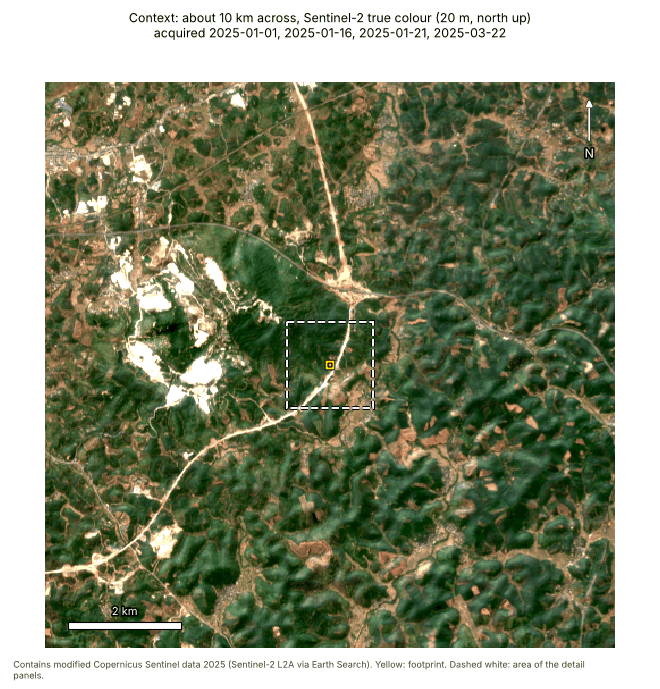 Context: about 10 km across, Sentinel-2 true colour (20 m, north up)
acquired 2025-01-01, 2025-01-16, 2025-01-21, 2025-03-22
N
2 km
Contains modified Copernicus Sentinel data 2025 (Sentinel-2 L2A via Earth Search). Yellow: footprint. Dashed white: area of the detail
panels.